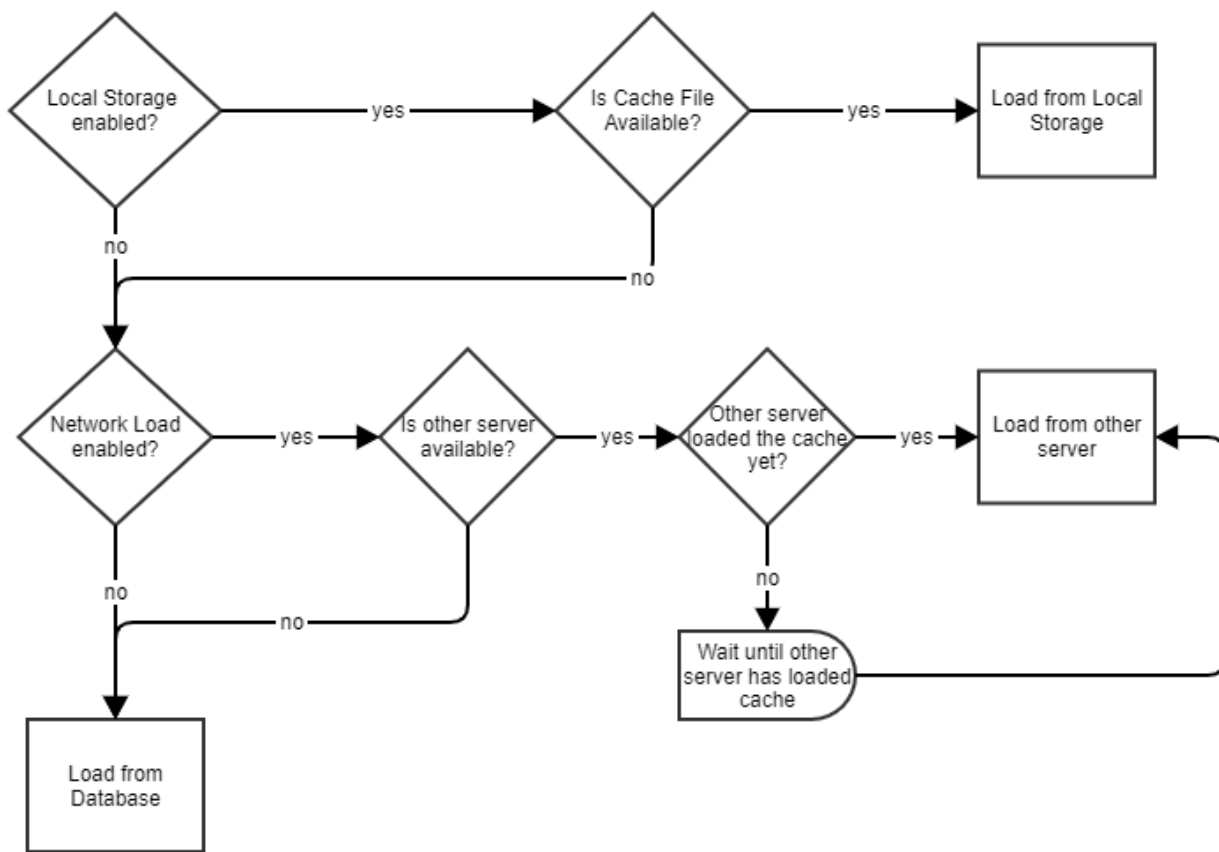 Local Storage
enabled?
yes
Is Cache File
Available?
yes
Load from Local
Storage
no
no
Network Load
enabled?
yes
Is other server
available?
yes
Other server
loaded the cache
yet?
yes
Load from other
server
no
no
no
Wait until other
server has loaded
cache
Load from
Database